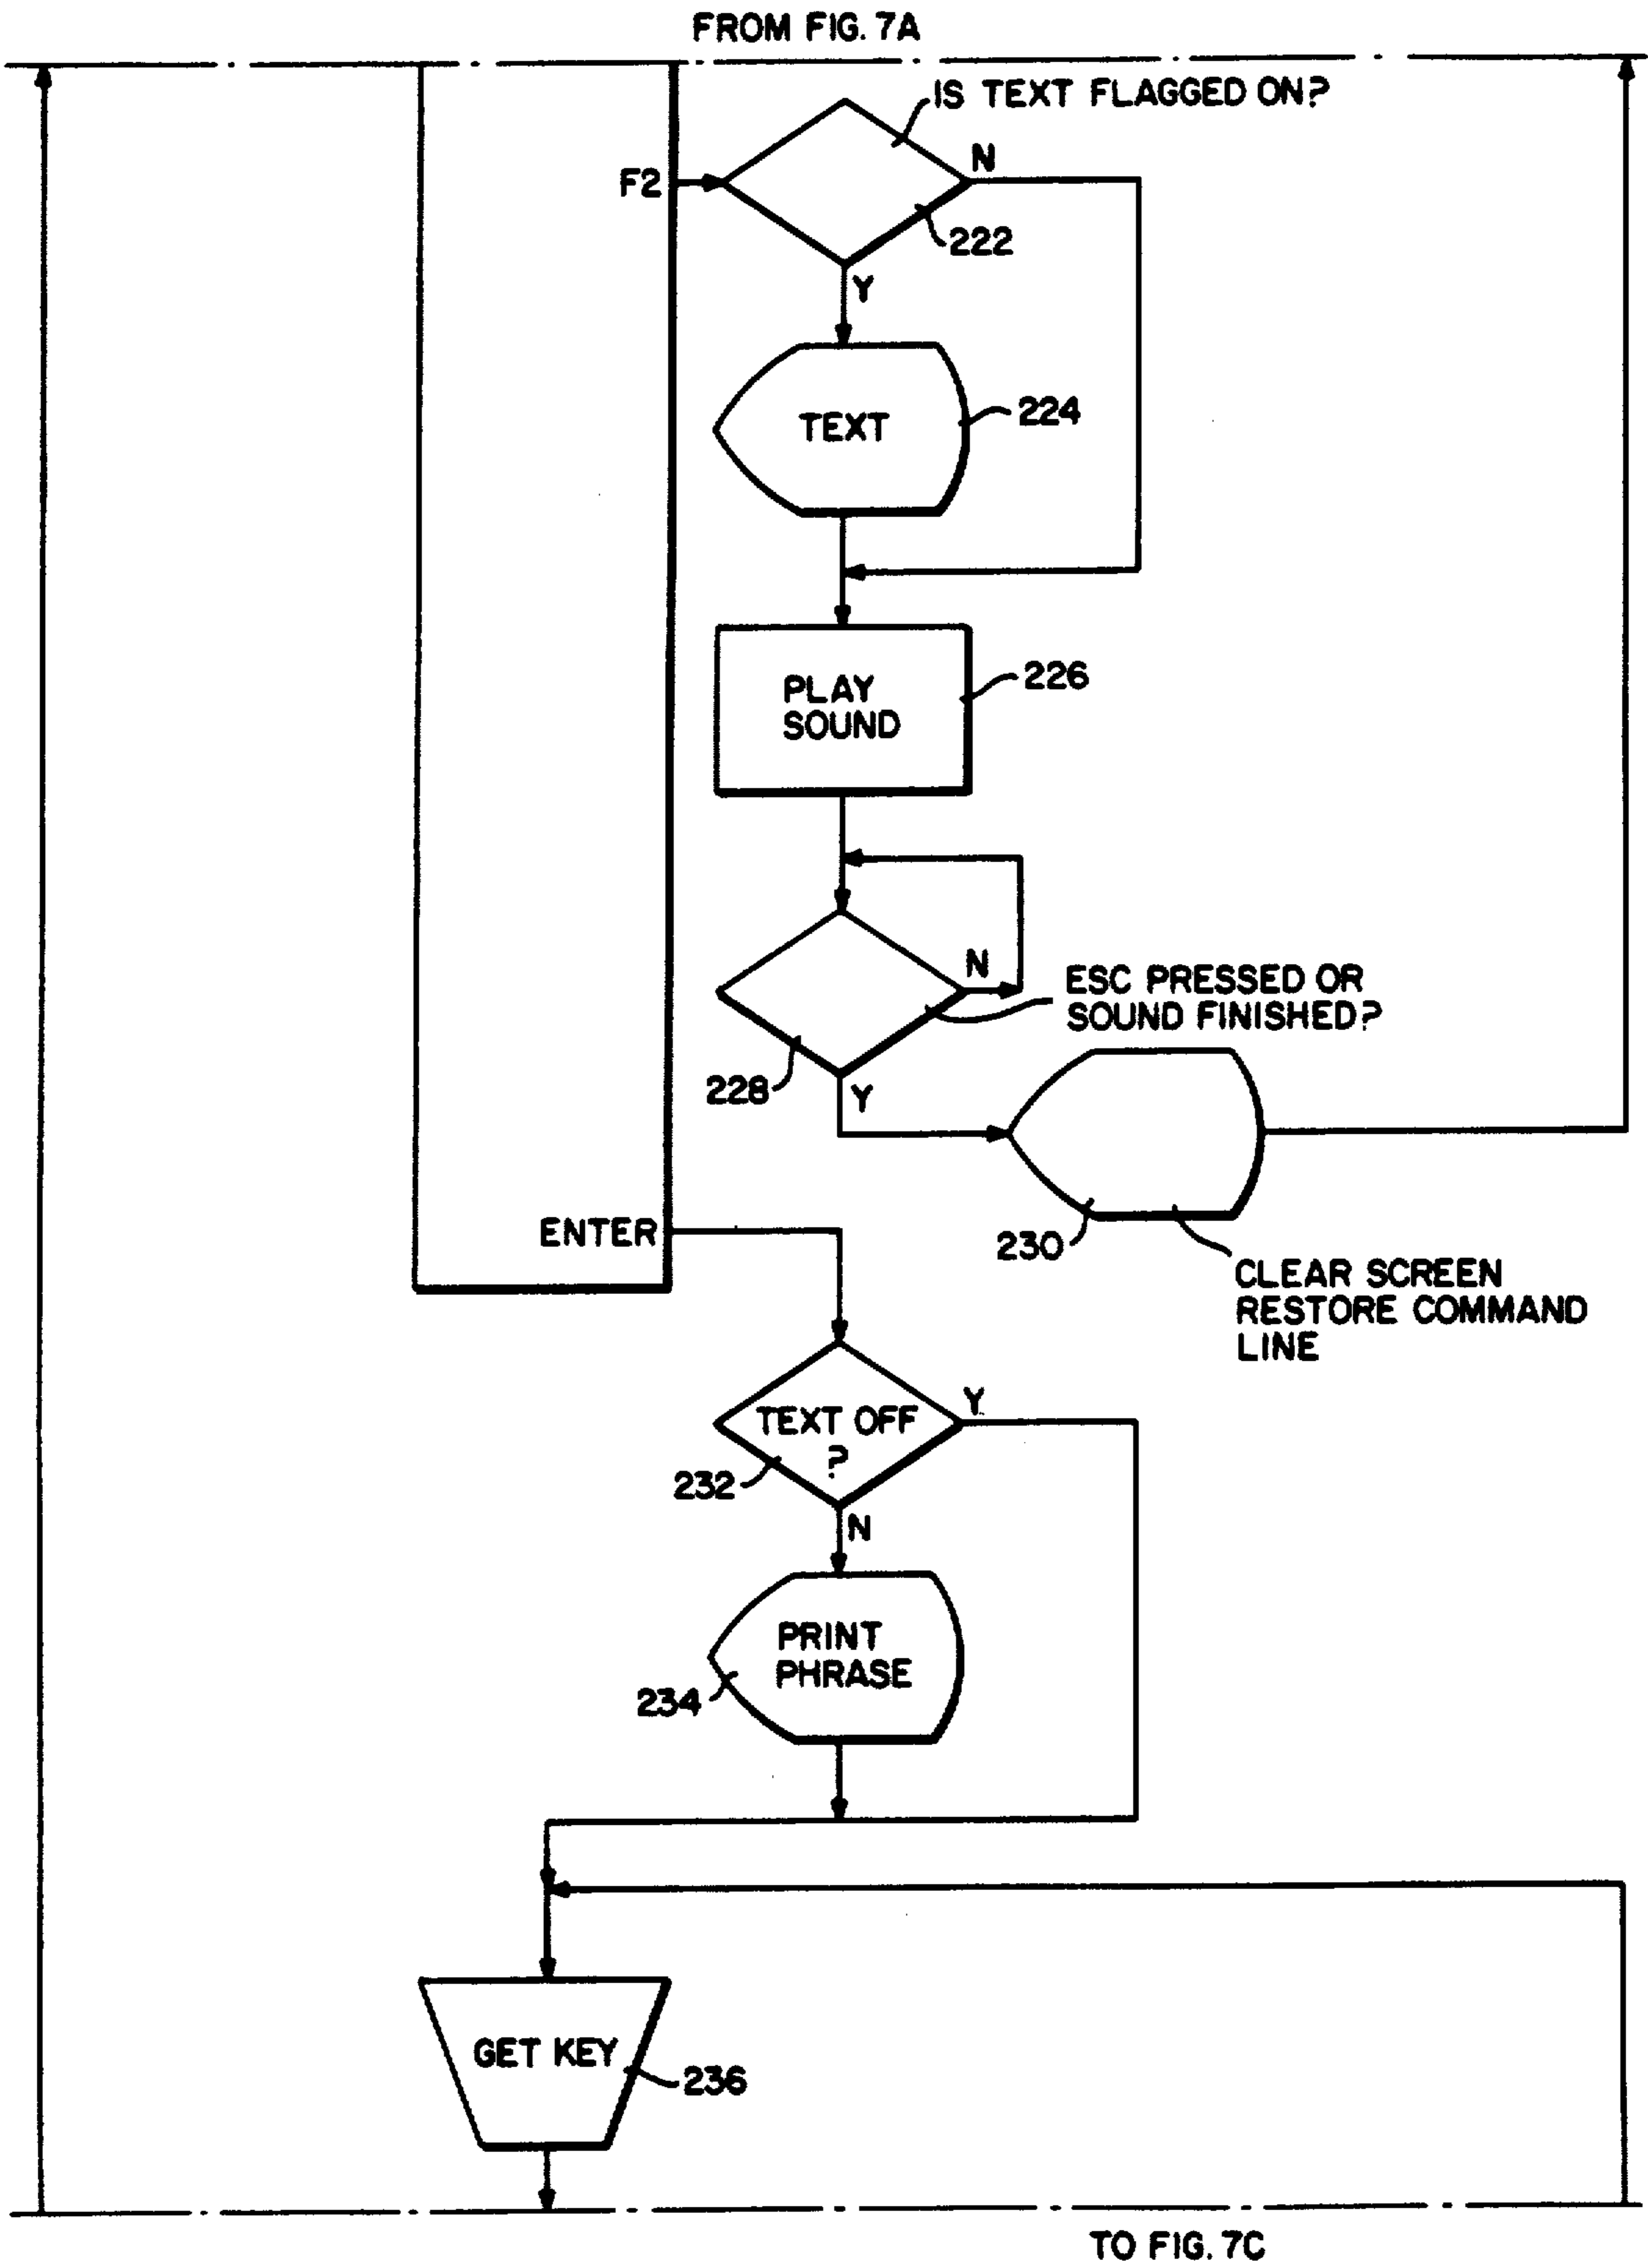 FROM FIG. 7A
IS TEXT FLAGGED ON?
N
F2
222
Y
TEXT
224
PLAY
SOUND
226
N
ESC PRESSED OR
SOUND FINISHED?
228
Y
230
ENTER
CLEAR SCREEN
RESTORE COMMAND
LINE
TEXT OFF
?
Y
232
N
PRINT
PHRASE
234
GET KEY
236
TO FIG. 7C